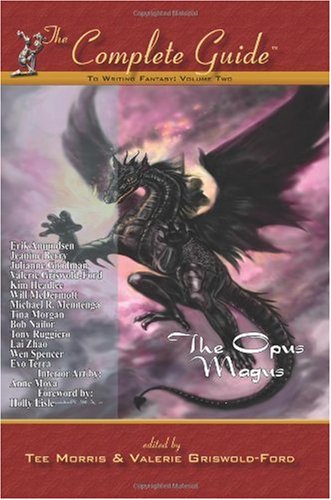 The Complete Guide™
To Writing Fantasy: Volume Two
Erik Amundsen
Jeanine Berry
Julianne Goodman
Valerie Griswold-Ford
Kim Headlee
Will McDermott
Michael R. Mennenga
Tina Morgan
Bob Nailor
Tony Ruggiero
Lai Zhao
Wen Spencer
Evo Terra
Interior Art by:
Anne Moya
Foreword by:
Holly Lisle
The Opus
Magus
edited by
Tee Morris & Valerie Griswold-Ford